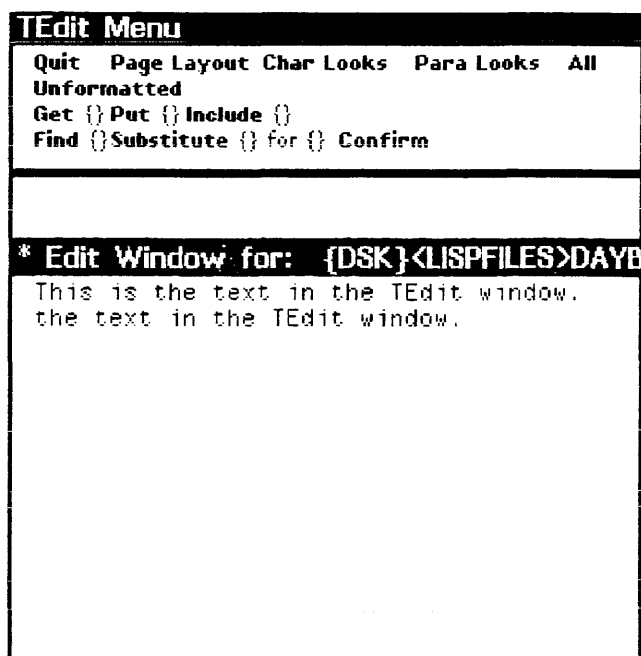 TEdit Menu
Quit Page Layout Char Looks Para Looks All
Unformatted
Get {} Put {} Include {}
Find {} Substitute {} for {} Confirm
* Edit Window for: {DSK}<LISPFILES>DAYB
This is the text in the TEdit window.
the text in the TEdit window.